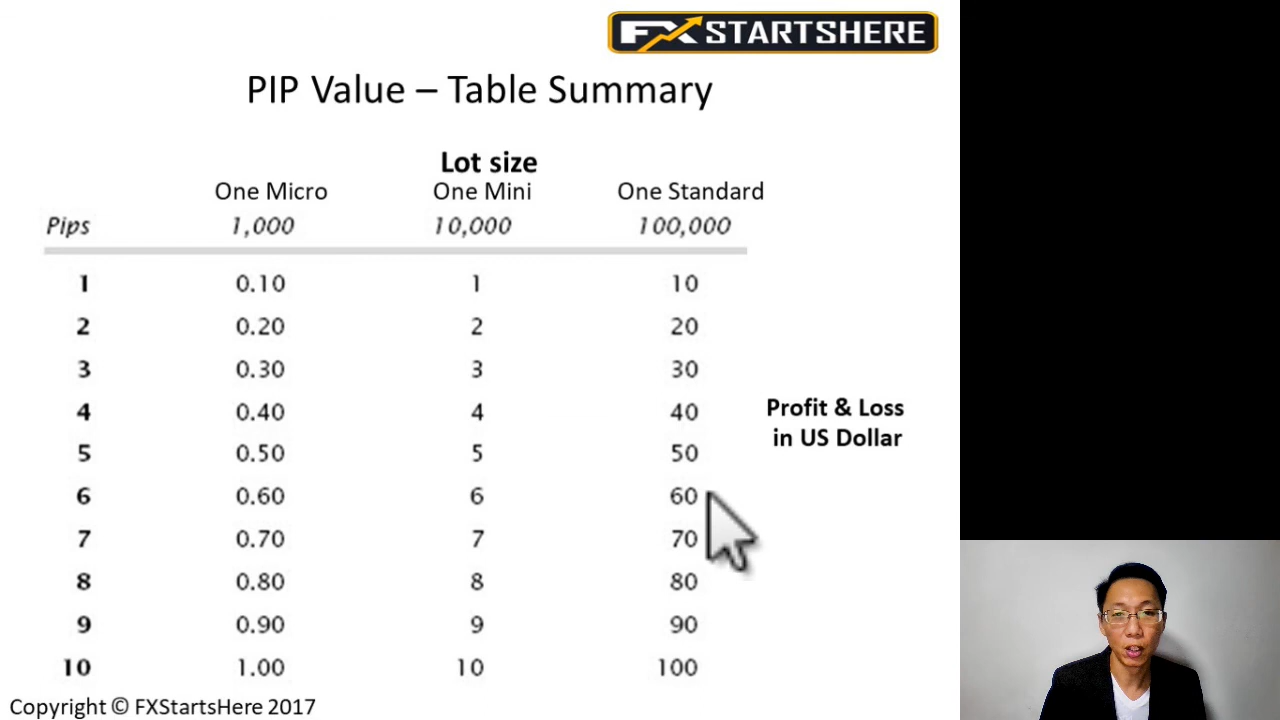 FXSTARTSHERE
PIP Value – Table Summary
Lot size
One Micro One Mini One Standard
Pips 1,000 10,000 100,000
1 0.10 1 10
2 0.20 2 20
3 0.30 3 30
4 0.40 4 40
5 0.50 5 50
6 0.60 6 60
7 0.70 7 70
8 0.80 8 80
9 0.90 9 90
10 1.00 10 100
Profit & Loss
in US Dollar
Copyright © FXStartsHere 2017